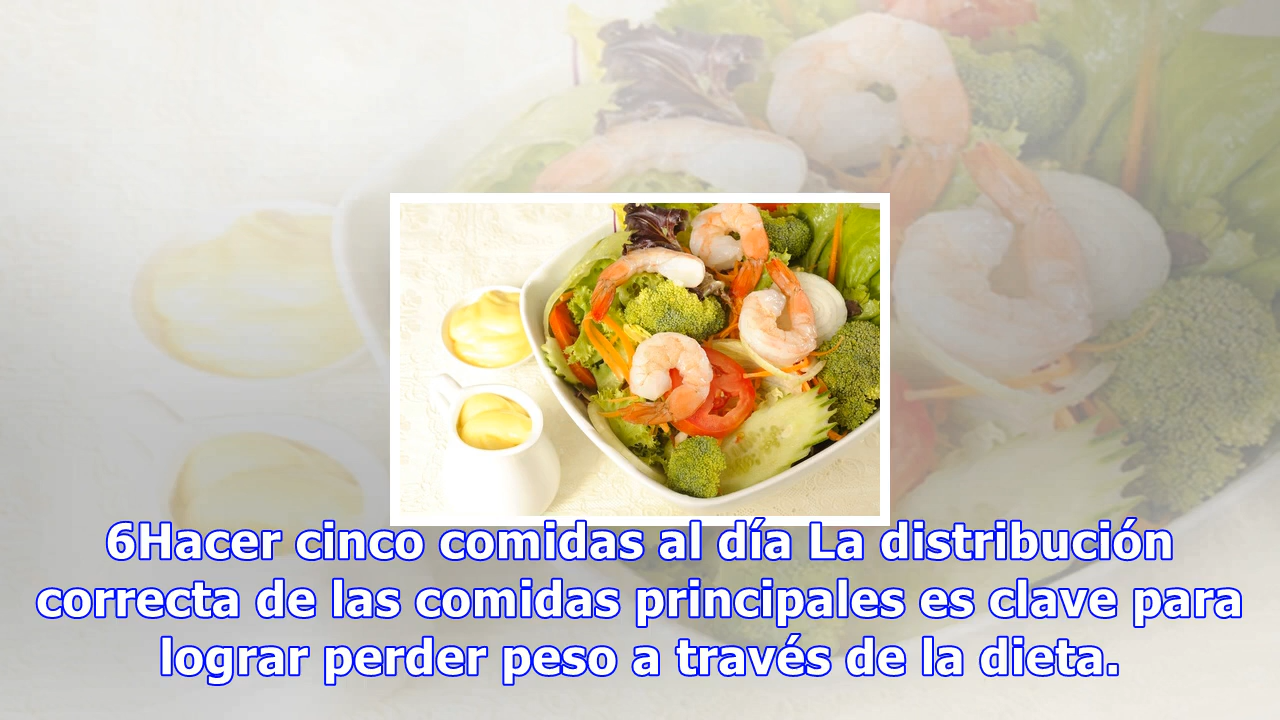 6Hacer cinco comidas al día La distribución
correcta de las comidas principales es clave para
lograr perder peso a través de la dieta.